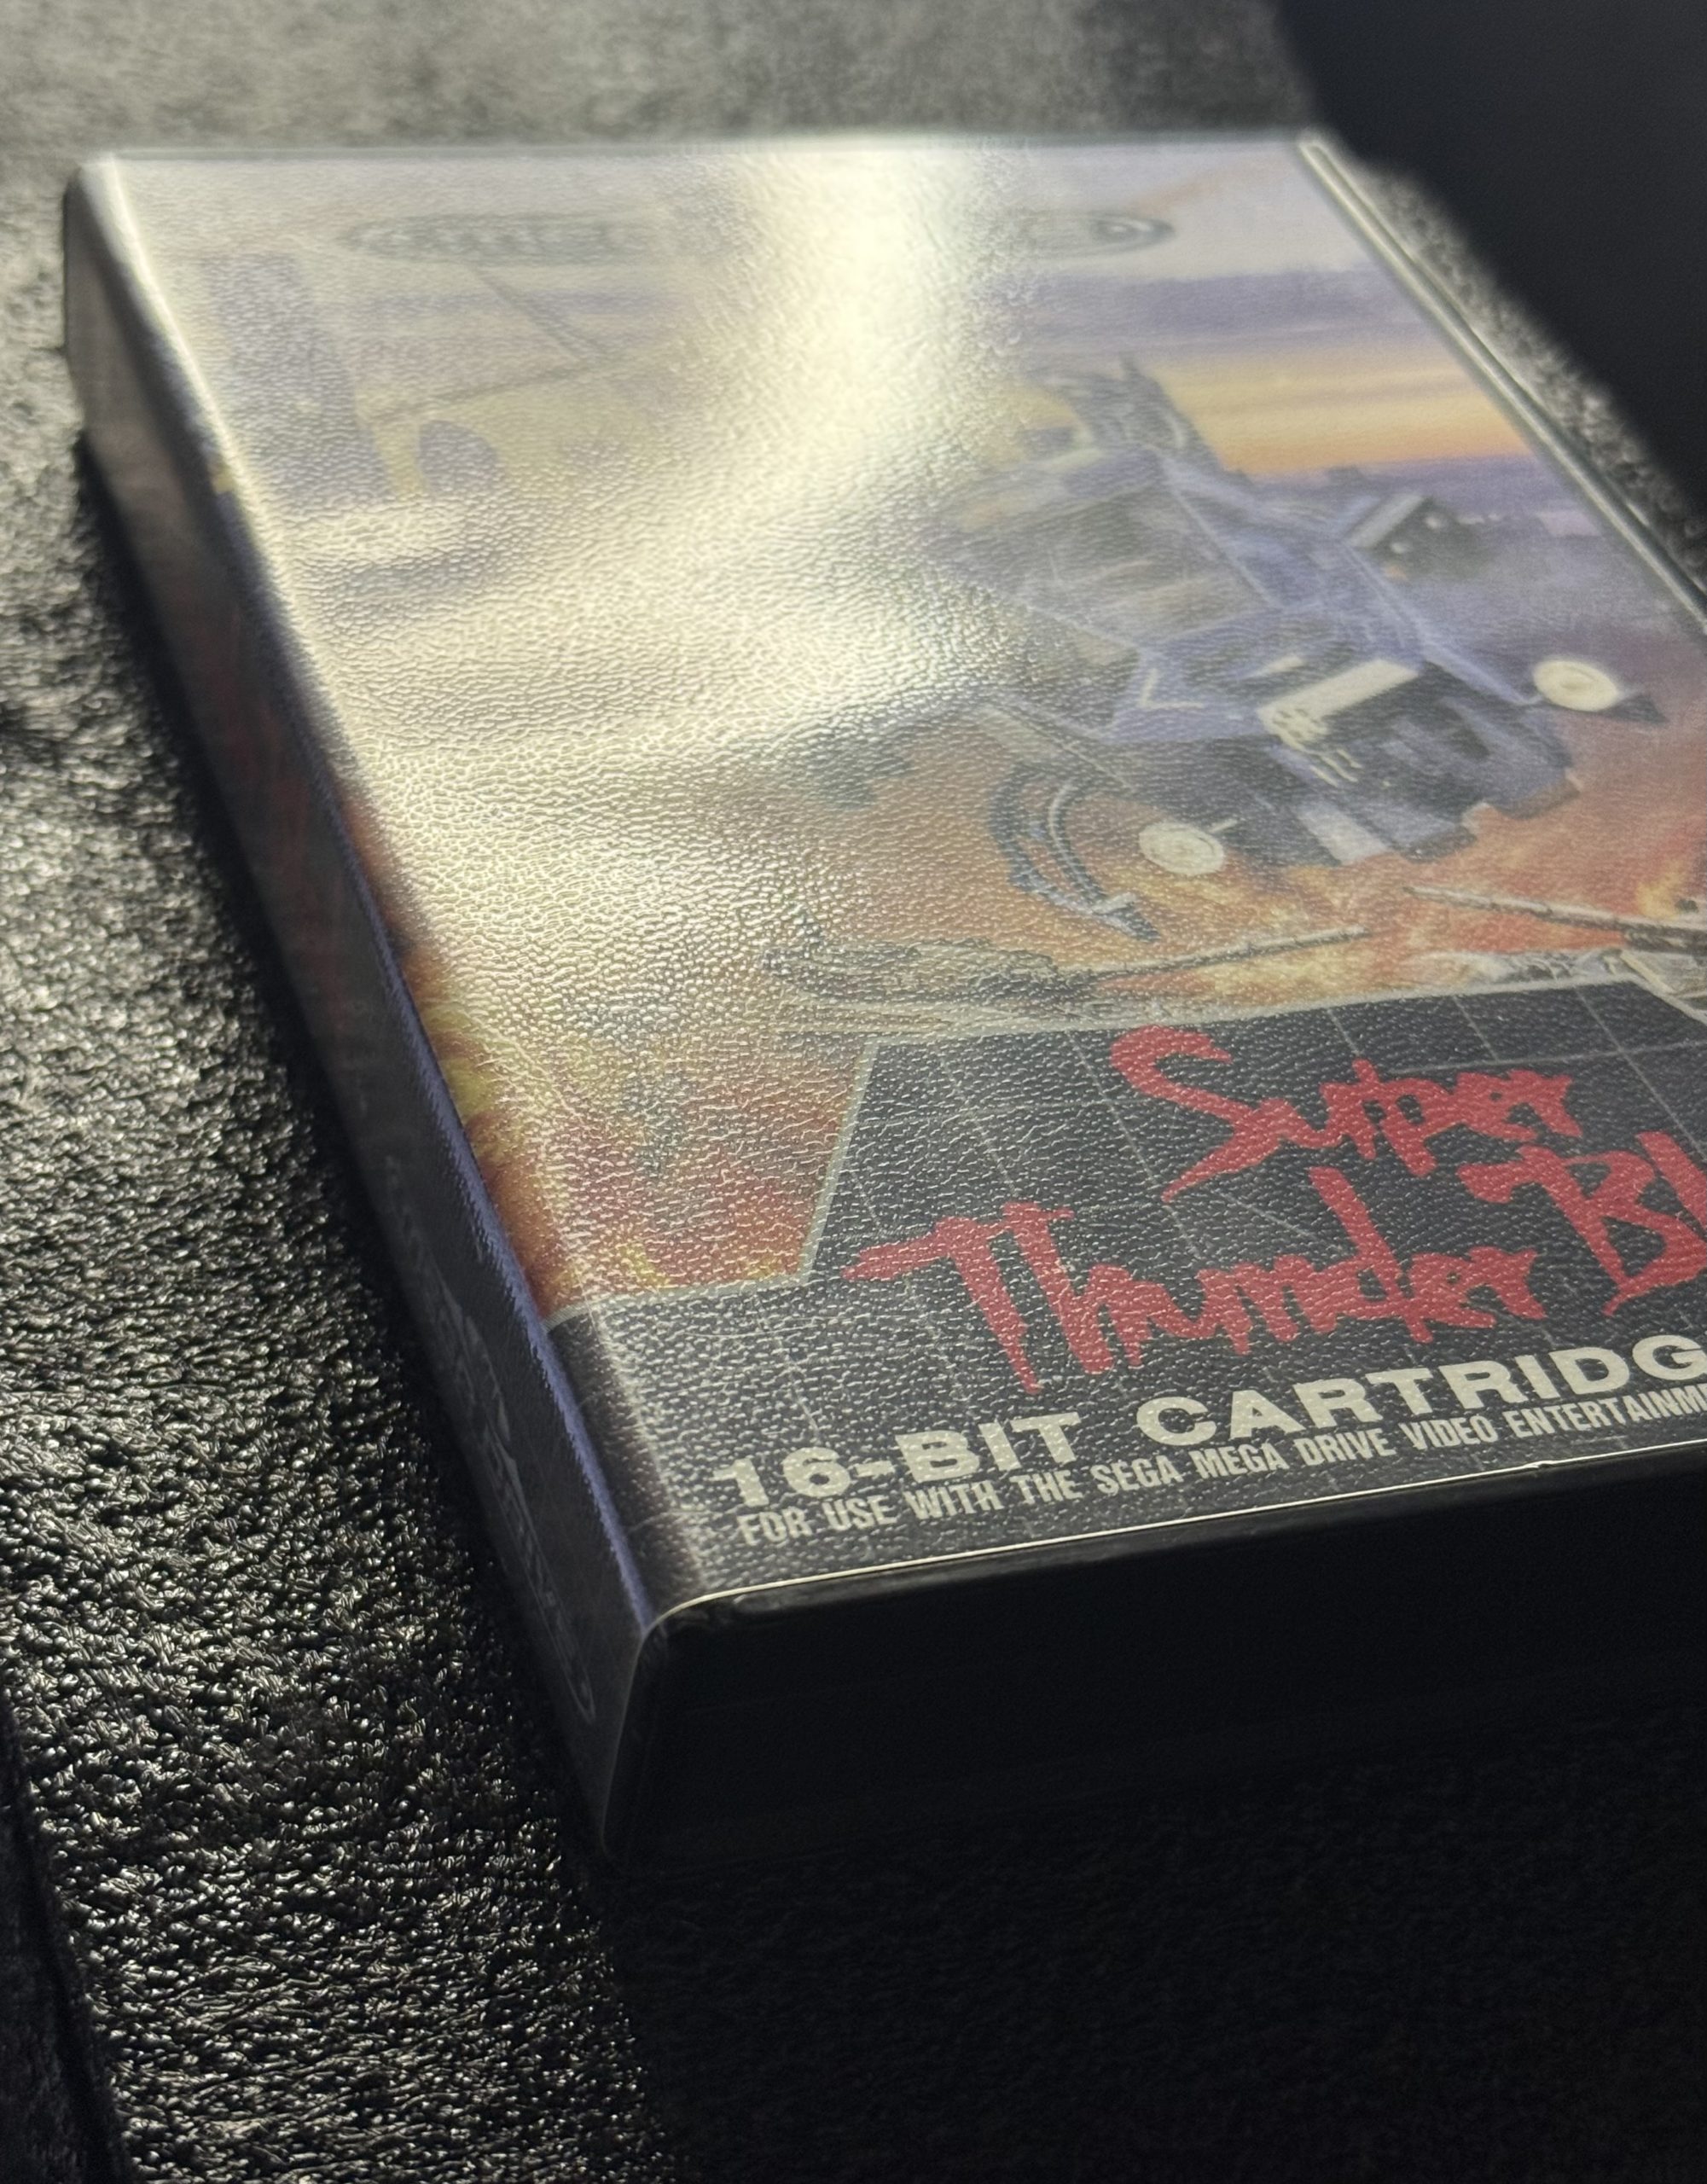 Super
Thunder Bl
16-BIT CARTRIDG
FOR USE WITH THE SEGA MEGA DRIVE VIDEO ENTERTAINM